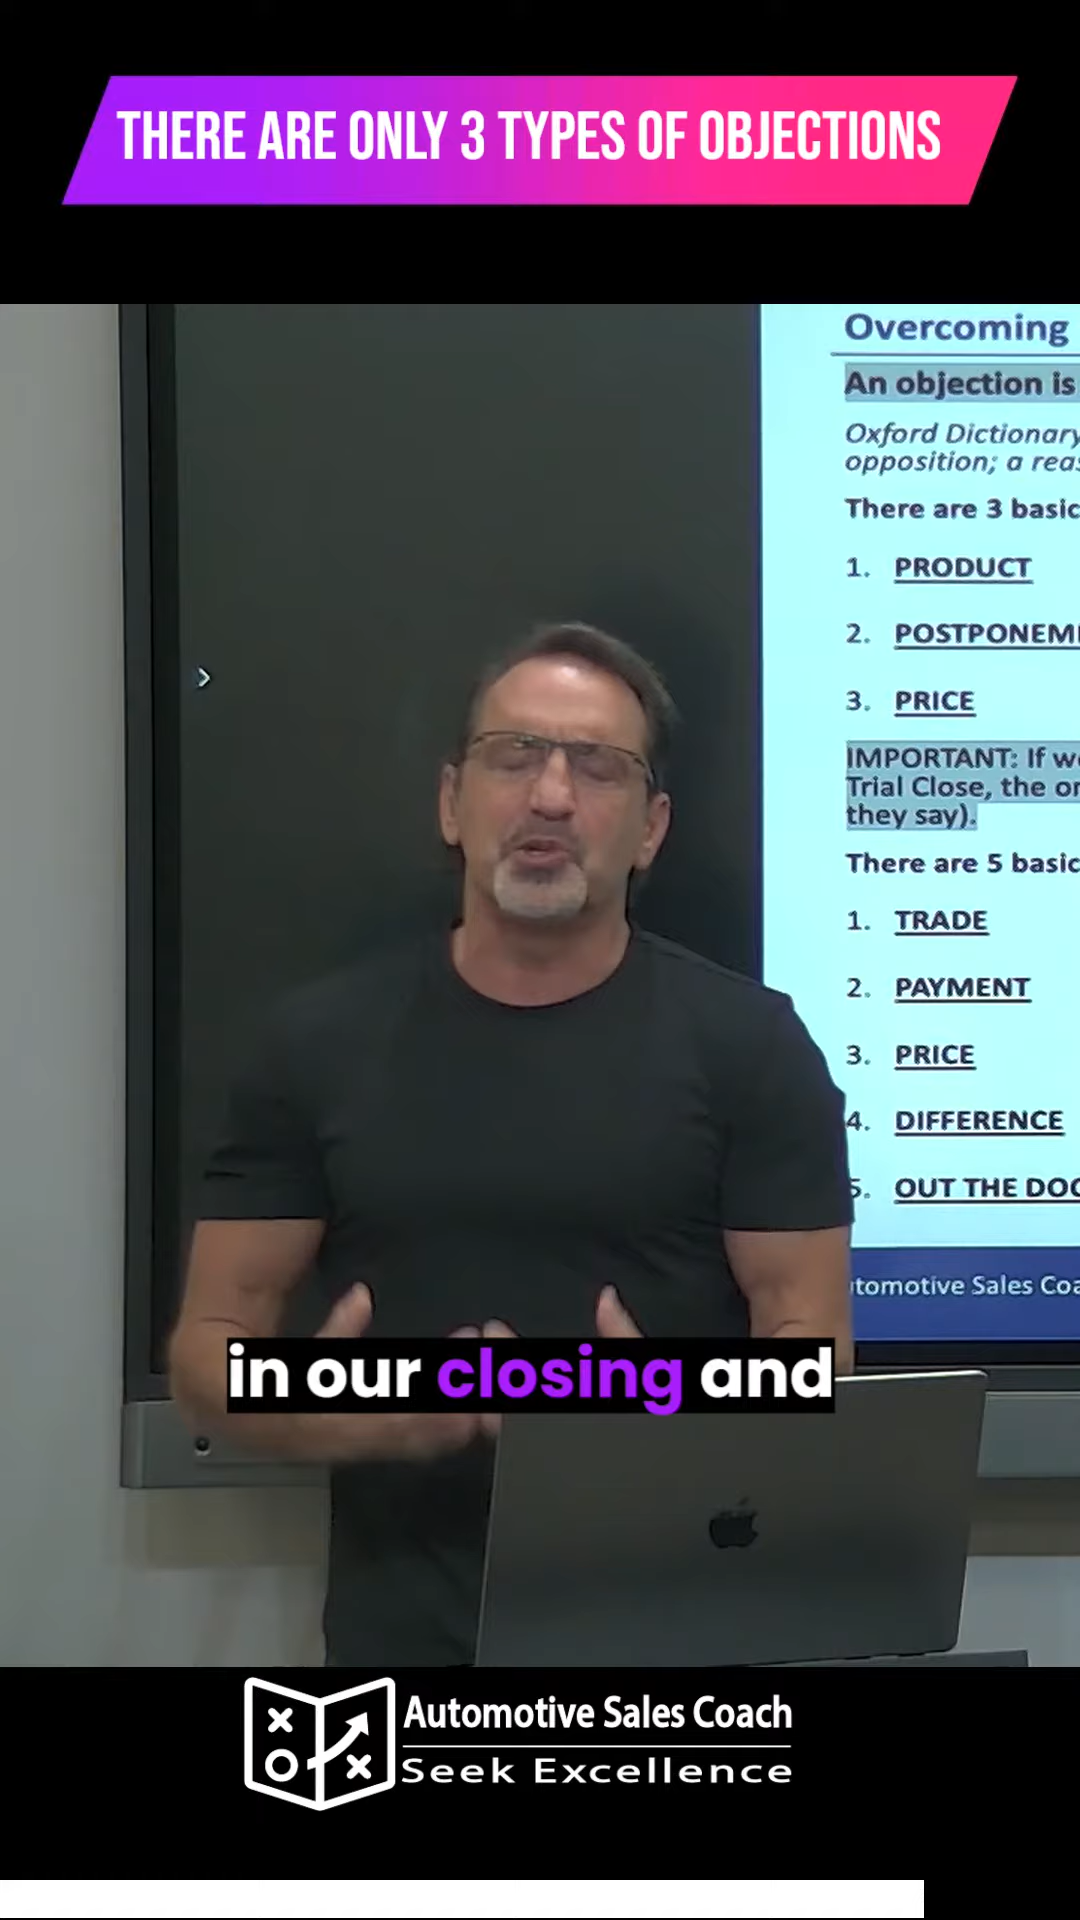 THERE ARE ONLY 3 TYPES OF OBJECTIONS
Overcoming
An objection is
Oxford Dictionary
opposition; a
There are 3 basic
1. PRODUCT
2.
3. PRICE
IMPORTANT: If
Trial Close, the
they say).
There are 5 basic
1. TRADE
2. PAYMENT
3. PRICE
4. DIFFERENCE
5. OUT THE
Sales
in our closing and
Automotive Sales Coach
Seek Excellence